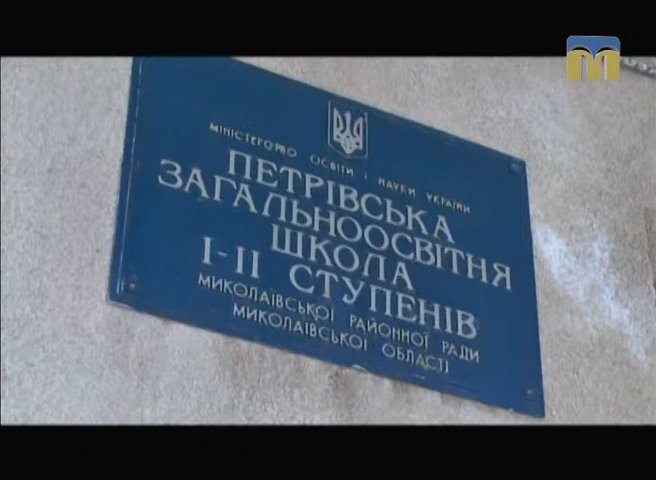 МІНІСТЕРСТВО ОСВІТИ І НАУКИ УКРАЇНИ
ПЕТРІВСЬКА
ЗАГАЛЬНООСВІТНЯ
ШКОЛА
І-ІІ СТУПЕНІВ
МИКОЛАЇВСЬКОЇ РАЙОННОЇ РАДИ
МИКОЛАЇВСЬКОЇ ОБЛАСТІ